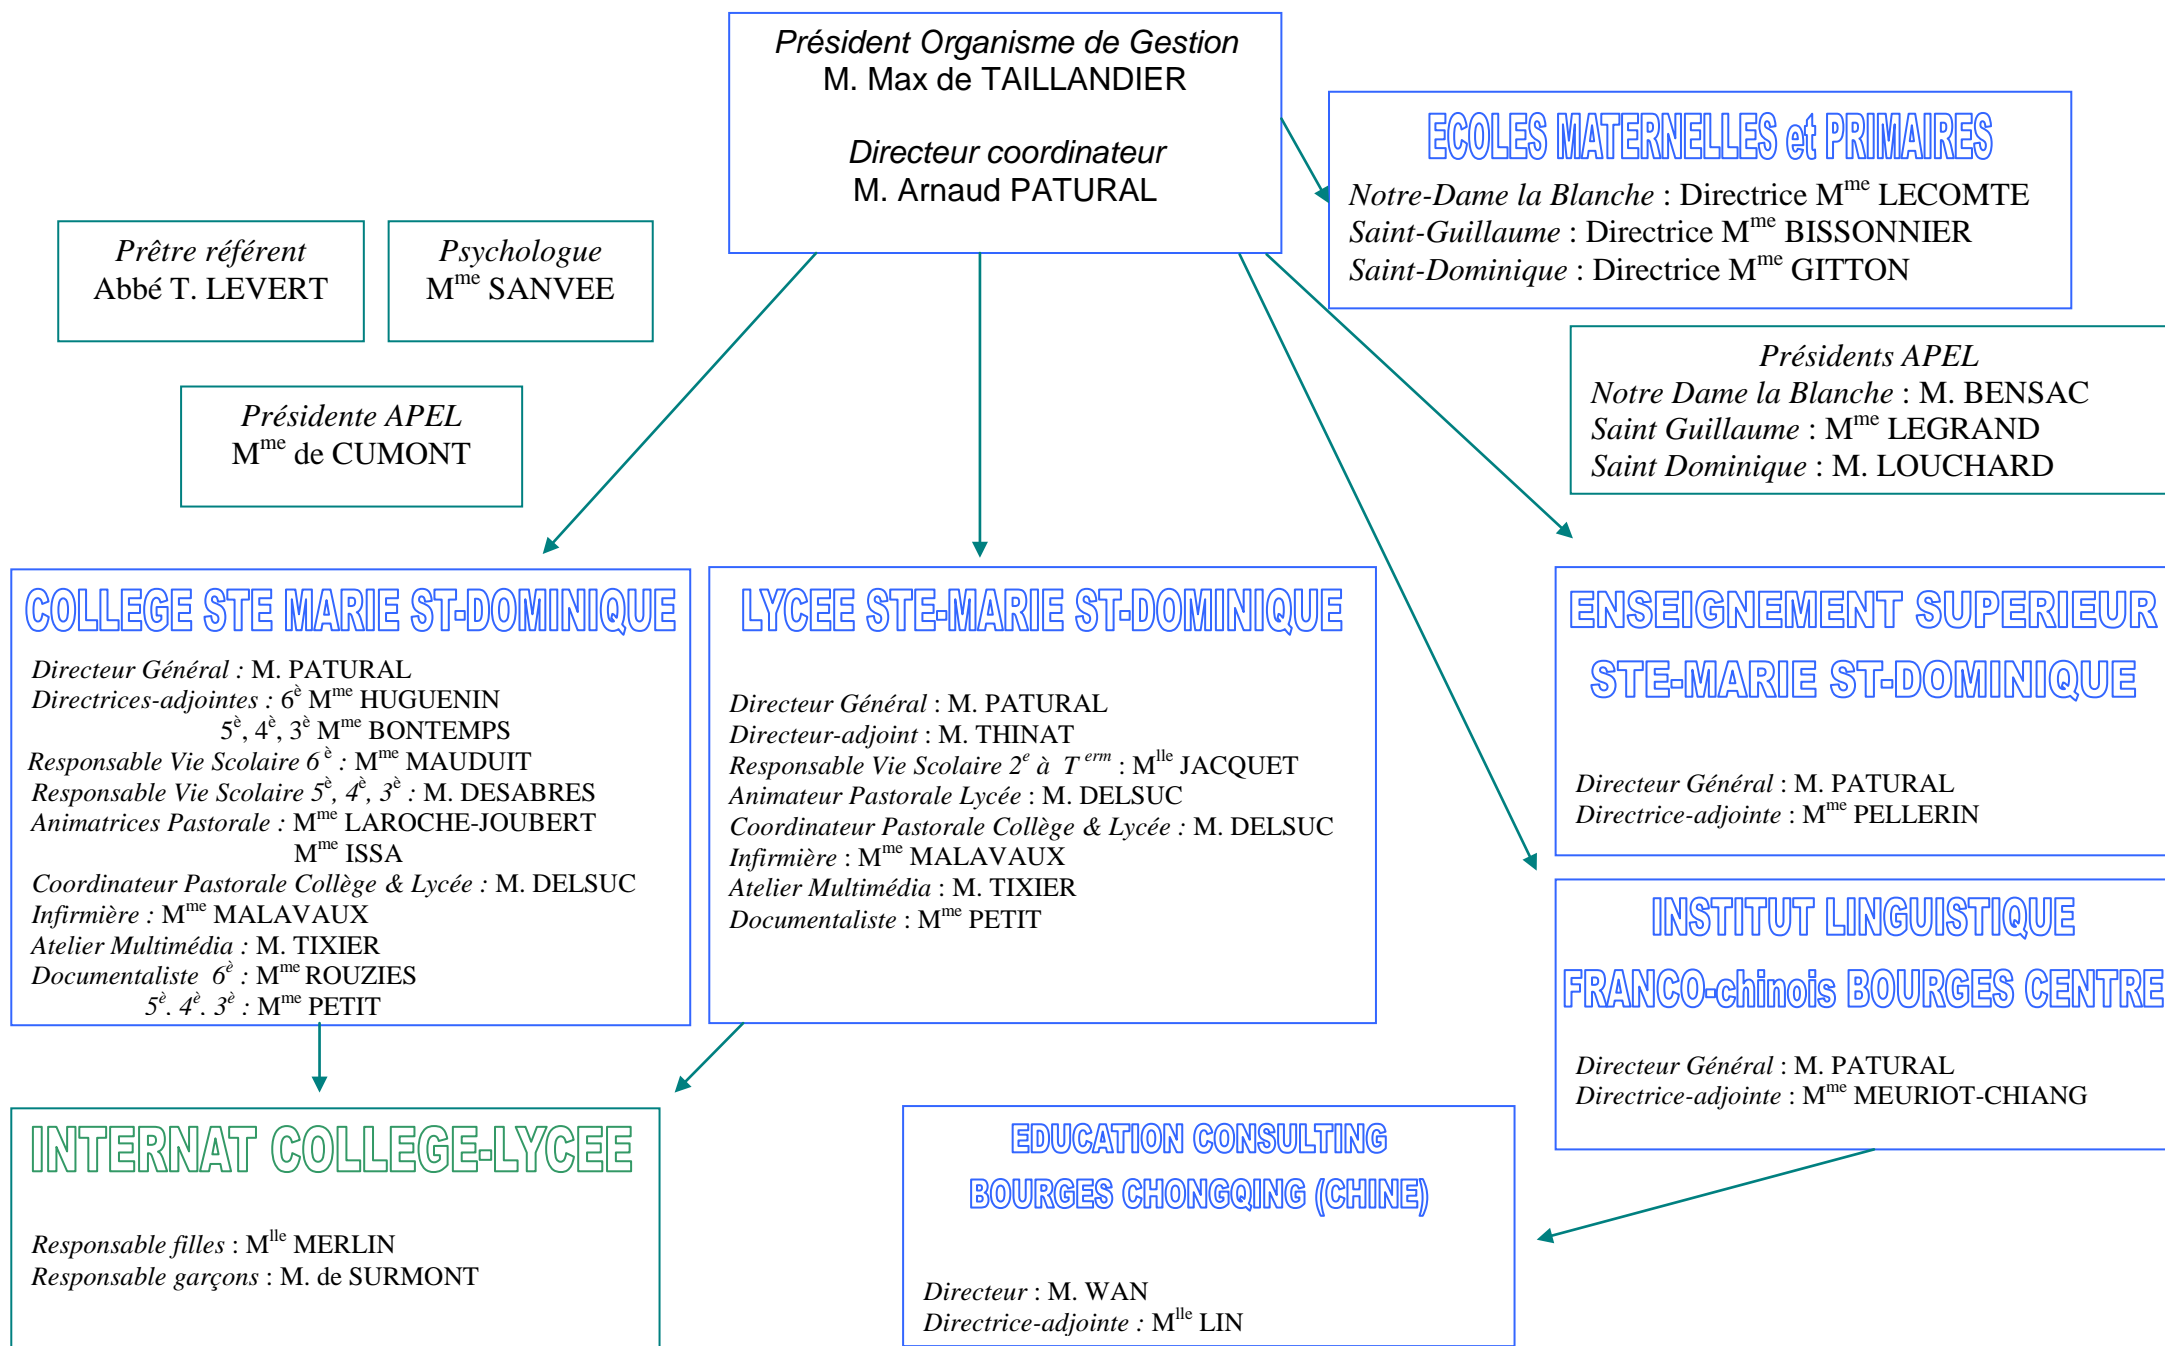 Président Organisme de Gestion
M. Max de TAILLANDIER
Directeur coordinateur
M. Arnaud PATURAL
ECOLES MATERNELLES et PRIMAIRES
Notre-Dame la Blanche : Directrice Mme LECOMTE
Saint-Guillaume : Directrice Mme BISSONNIER
Saint-Dominique : Directrice Mme GITTON
Prêtre référent
Abbé T. LEVERT
Psychologue
Mme SANVEE
Présidente APEL
Mme de CUMONT
Présidents APEL
Notre Dame la Blanche : M. BENSAC
Saint Guillaume : Mme LEGRAND
Saint Dominique : M. LOUCHARD
COLLEGE STE MARIE ST-DOMINIQUE
Directeur Général : M. PATURAL
Directrices-adjointes : 6è Mme HUGUENIN
5è, 4è, 3è Mme BONTEMPS
Responsable Vie Scolaire 6è : Mme MAUDUIT
Responsable Vie Scolaire 5è, 4è, 3è : M. DESABRES
Animatrices Pastorale : Mme LAROCHE-JOUBERT
Mme ISSA
Coordinateur Pastorale Collège & Lycée : M. DELSUC
Infirmière : Mme MALAVAUX
Atelier Multimédia : M. TIXIER
Documentaliste 6è : Mme ROUZIES
5è. 4è. 3è : Mme PETIT
LYCEE STE-MARIE ST-DOMINIQUE
Directeur Général : M. PATURAL
Directeur-adjoint : M. THINAT
Responsable Vie Scolaire 2e à T erm : Mlle JACQUET
Animateur Pastorale Lycée : M. DELSUC
Coordinateur Pastorale Collège & Lycée : M. DELSUC
Infirmière : Mme MALAVAUX
Atelier Multimédia : M. TIXIER
Documentaliste : Mme PETIT
ENSEIGNEMENT SUPERIEUR
STE-MARIE ST-DOMINIQUE
Directeur Général : M. PATURAL
Directrice-adjointe : Mme PELLERIN
INSTITUT LINGUISTIQUE
FRANCO-chinois BOURGES CENTRE
Directeur Général : M. PATURAL
Directrice-adjointe : Mme MEURIOT-CHIANG
INTERNAT COLLEGE-LYCEE
Responsable filles : Mlle MERLIN
Responsable garçons : M. de SURMONT
EDUCATION CONSULTING
BOURGES CHONGQING (CHINE)
Directeur : M. WAN
Directrice-adjointe : Mlle LIN